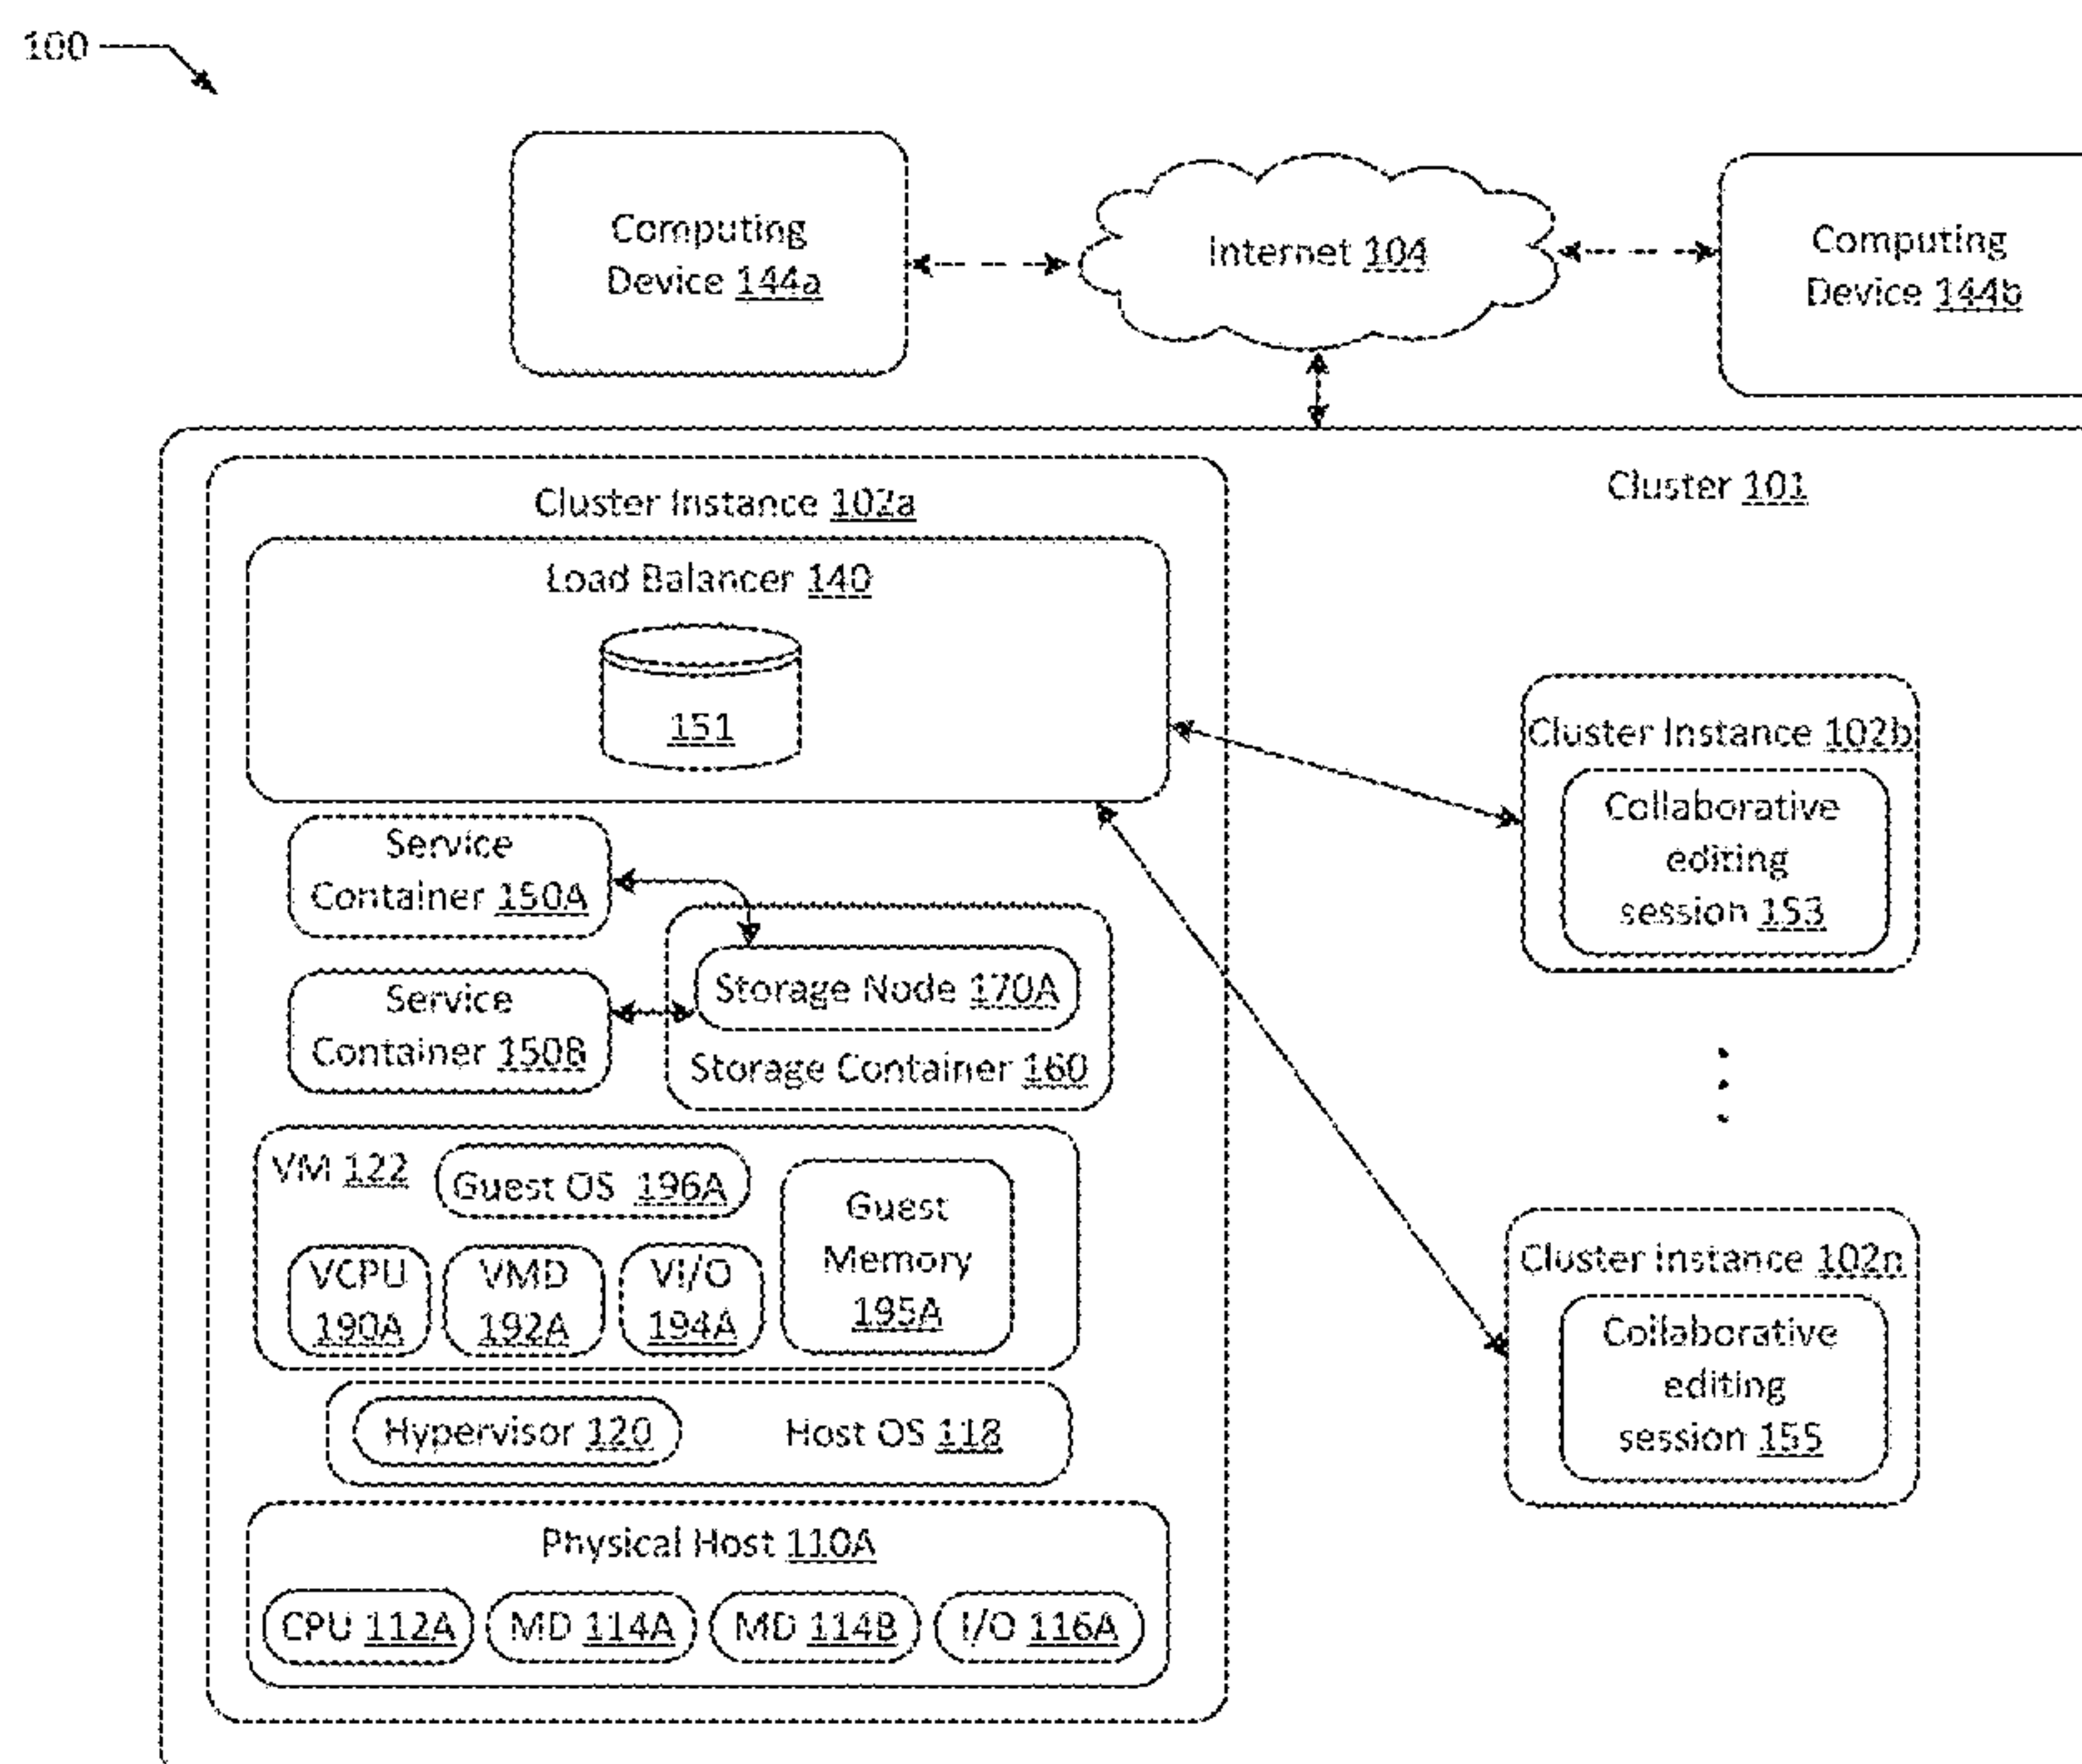 100
Computing
Device 144a
Internet 104
Computing
Device 144b
Cluster 101
Cluster Instance 102a
Load Balancer 140
151
Service
Container 150A
Service
Container 150B
Storage Node 170A
Storage Container 160
VM 122
Guest OS 196A
Guest
Memory
195A
VCPU
190A
VMD
192A
VI/O
194A
Hypervisor 120
Host OS 118
Physical Host 110A
CPU 112A
MD 114A
MD 114B
I/O 116A
Cluster Instance 102b
Collaborative
editing
session 153
Cluster Instance 102n
Collaborative
editing
session 155